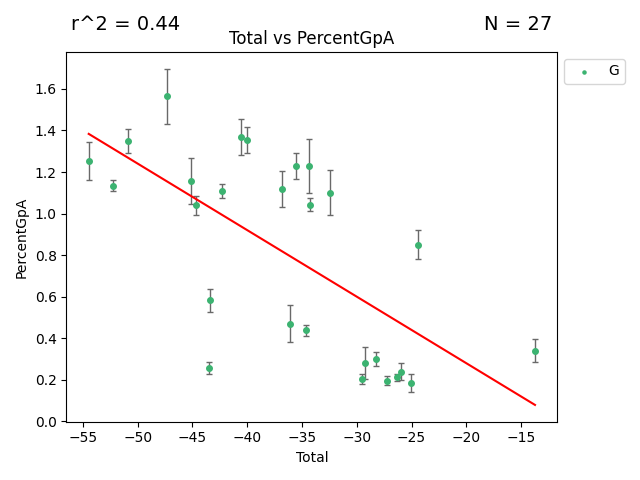 r^2 = 0.44
N = 27
Total vs PercentGpA
G
PercentGpA
1.6
1.4
1.2
1.0
0.8
0.6
0.4
0.2
0.0
−55 −50 −45 −40 −35 −30 −25 −20 −15
Total